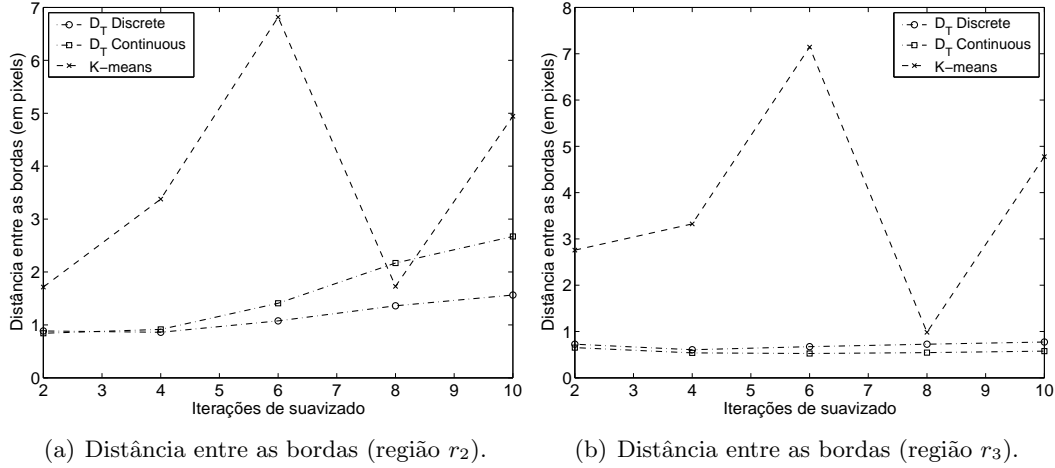 7
6
5
4
3
2
1
0
2 3 4 5 6 7 8 9 10
Distância entre as bordas (em pixels)
Iterações de suavizado
D_T Discrete
D_T Continuous
K-means
(a) Distância entre as bordas (região r₂).
8
7
6
5
4
3
2
1
0
2 3 4 5 6 7 8 9 10
Distância entre as bordas (em pixels)
Iterações de suavizado
D_T Discrete
D_T Continuous
K-means
(b) Distância entre as bordas (região r₃).